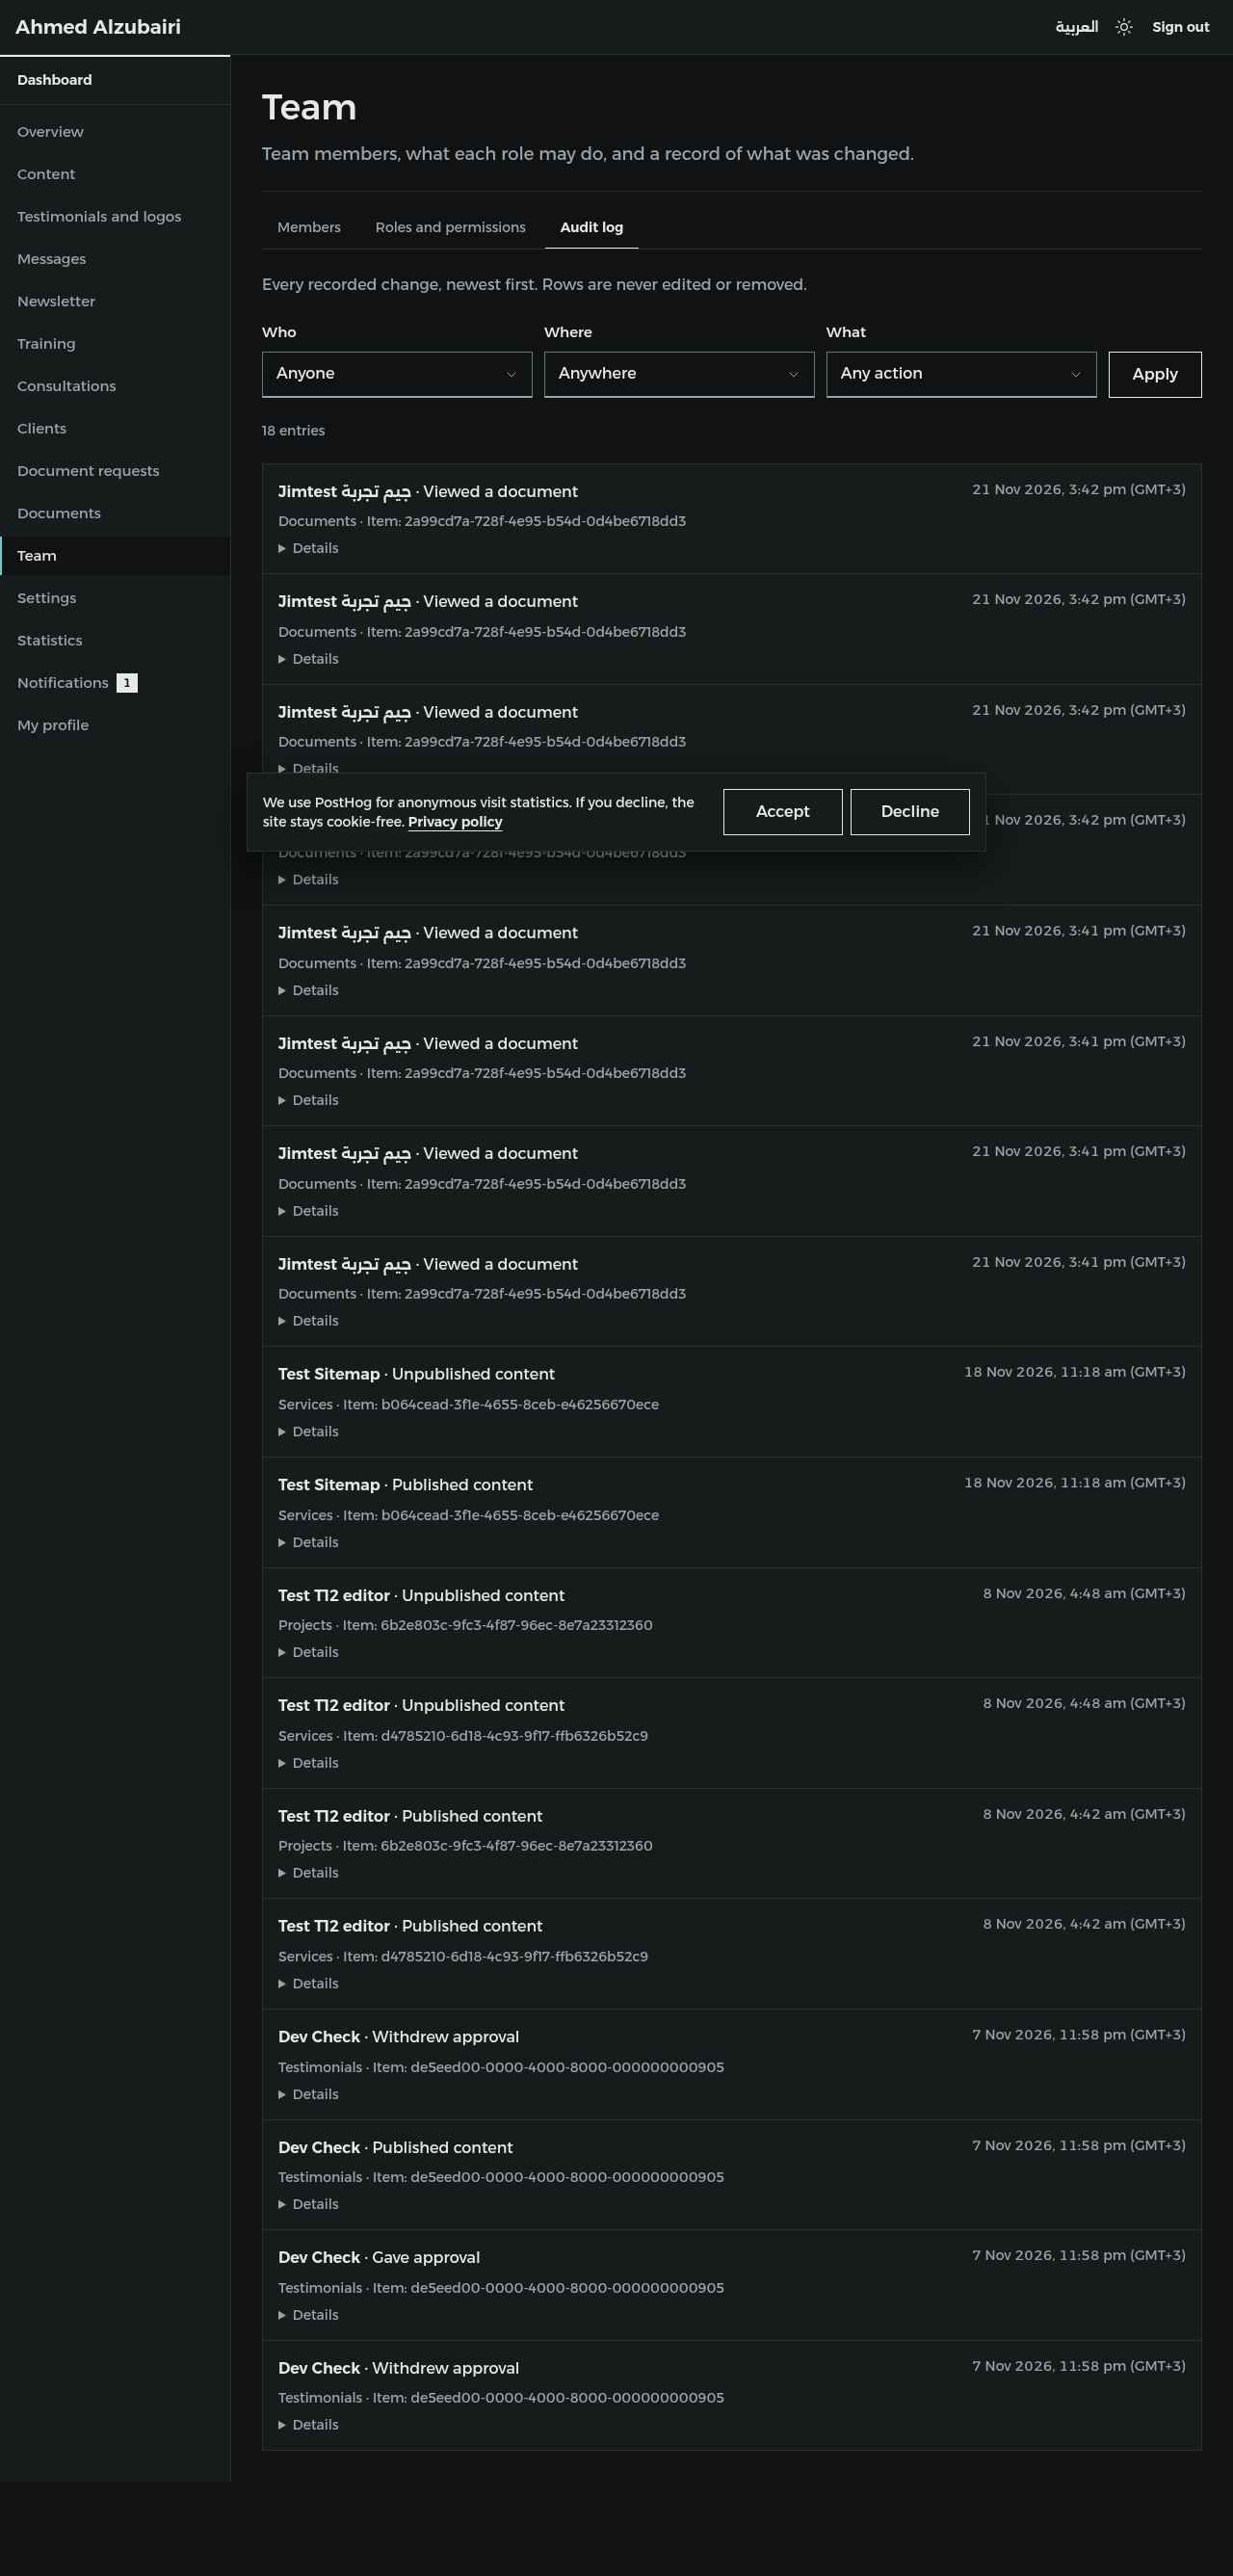 Ahmed Alzubairi
العربية
Sign out
Dashboard
Overview
Content
Testimonials and logos
Messages
Newsletter
Training
Consultations
Clients
Document requests
Documents
Team
Settings
Statistics
Notifications 1
My profile
Team
Team members, what each role may do, and a record of what was changed.
Members Roles and permissions Audit log
Every recorded change, newest first. Rows are never edited or removed.
Who Where What
Anyone Anywhere Any action Apply
18 entries
Jimtest جيم تجربة · Viewed a document 21 Nov 2026, 3:42 pm (GMT+3)
Documents · Item: 2a99cd7a-728f-4e95-b54d-0d4be6718dd3
Details
Jimtest جيم تجربة · Viewed a document 21 Nov 2026, 3:42 pm (GMT+3)
Documents · Item: 2a99cd7a-728f-4e95-b54d-0d4be6718dd3
Details
Jimtest جيم تجربة · Viewed a document 21 Nov 2026, 3:42 pm (GMT+3)
Documents · Item: 2a99cd7a-728f-4e95-b54d-0d4be6718dd3
Details
We use PostHog for anonymous visit statistics. If you decline, the
site stays cookie-free. Privacy policy
Accept Decline
1 Nov 2026, 3:42 pm (GMT+3)
Documents · Item: 2a99cd7a-728f-4e95-b54d-0d4be6718dd3
Details
Jimtest جيم تجربة · Viewed a document 21 Nov 2026, 3:41 pm (GMT+3)
Documents · Item: 2a99cd7a-728f-4e95-b54d-0d4be6718dd3
Details
Jimtest جيم تجربة · Viewed a document 21 Nov 2026, 3:41 pm (GMT+3)
Documents · Item: 2a99cd7a-728f-4e95-b54d-0d4be6718dd3
Details
Jimtest جيم تجربة · Viewed a document 21 Nov 2026, 3:41 pm (GMT+3)
Documents · Item: 2a99cd7a-728f-4e95-b54d-0d4be6718dd3
Details
Jimtest جيم تجربة · Viewed a document 21 Nov 2026, 3:41 pm (GMT+3)
Documents · Item: 2a99cd7a-728f-4e95-b54d-0d4be6718dd3
Details
Test Sitemap · Unpublished content 18 Nov 2026, 11:18 am (GMT+3)
Services · Item: b064cead-3f1e-4655-8ceb-e46256670ece
Details
Test Sitemap · Published content 18 Nov 2026, 11:18 am (GMT+3)
Services · Item: b064cead-3f1e-4655-8ceb-e46256670ece
Details
Test T12 editor · Unpublished content 8 Nov 2026, 4:48 am (GMT+3)
Projects · Item: 6b2e803c-9fc3-4f87-96ec-8e7a23312360
Details
Test T12 editor · Unpublished content 8 Nov 2026, 4:48 am (GMT+3)
Services · Item: d4785210-6d18-4c93-9f17-ffb6326b52c9
Details
Test T12 editor · Published content 8 Nov 2026, 4:42 am (GMT+3)
Projects · Item: 6b2e803c-9fc3-4f87-96ec-8e7a23312360
Details
Test T12 editor · Published content 8 Nov 2026, 4:42 am (GMT+3)
Services · Item: d4785210-6d18-4c93-9f17-ffb6326b52c9
Details
Dev Check · Withdrew approval 7 Nov 2026, 11:58 pm (GMT+3)
Testimonials · Item: de5eed00-0000-4000-8000-000000000905
Details
Dev Check · Published content 7 Nov 2026, 11:58 pm (GMT+3)
Testimonials · Item: de5eed00-0000-4000-8000-000000000905
Details
Dev Check · Gave approval 7 Nov 2026, 11:58 pm (GMT+3)
Testimonials · Item: de5eed00-0000-4000-8000-000000000905
Details
Dev Check · Withdrew approval 7 Nov 2026, 11:58 pm (GMT+3)
Testimonials · Item: de5eed00-0000-4000-8000-000000000905
Details